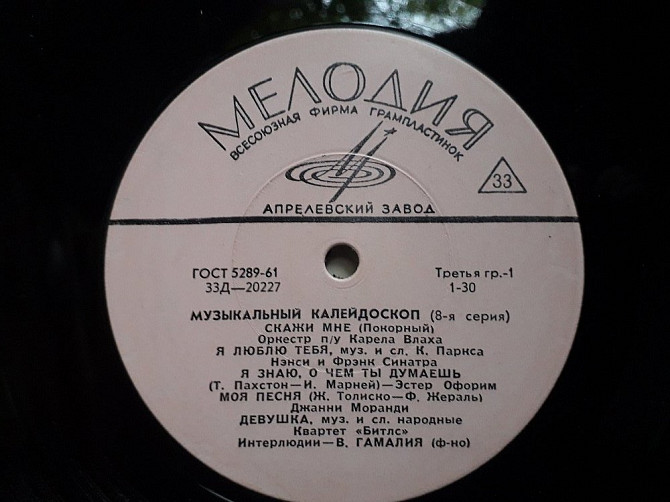 МЕЛОДИЯ
ВСЕСОЮЗНАЯ ФИРМА ГРАМПЛАСТИНОК
33
АПРЕЛЕВСКИЙ ЗАВОД
ГОСТ 5289-61 Третья гр.-1
33Д—20227 1-30
МУЗЫКАЛЬНЫЙ КАЛЕЙДОСКОП (8-я серия)
СКАЖИ МНЕ (Покорный)
Оркестр п/у Карела Влаха
Я ЛЮБЛЮ ТЕБЯ, муз. и сл. К. Паркса
Нэнси и Фрэнк Синатра
Я ЗНАЮ, О ЧЕМ ТЫ ДУМАЕШЬ
(Т. Пахстон—И. Марней)—Эстер Офорим
МОЯ ПЕСНЯ (Ж. Толиско—Ф. Жераль)
Джанни Моранди
ДЕВУШКА, муз. и сл. народные
Квартет «Битлс»
Интерлюдии—В. ГАМАЛИЯ (ф-но)